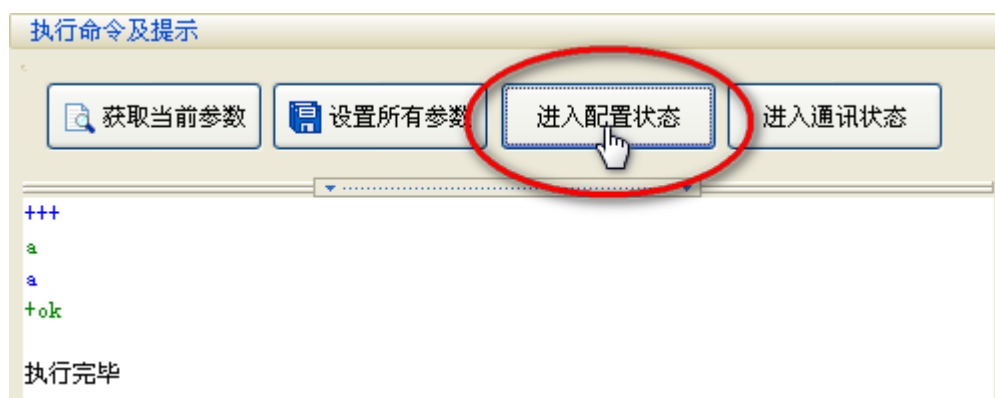 执行命令及提示
获取当前参数 设置所有参数 进入配置状态 进入通讯状态
+++
a
a
+ok
执行完毕